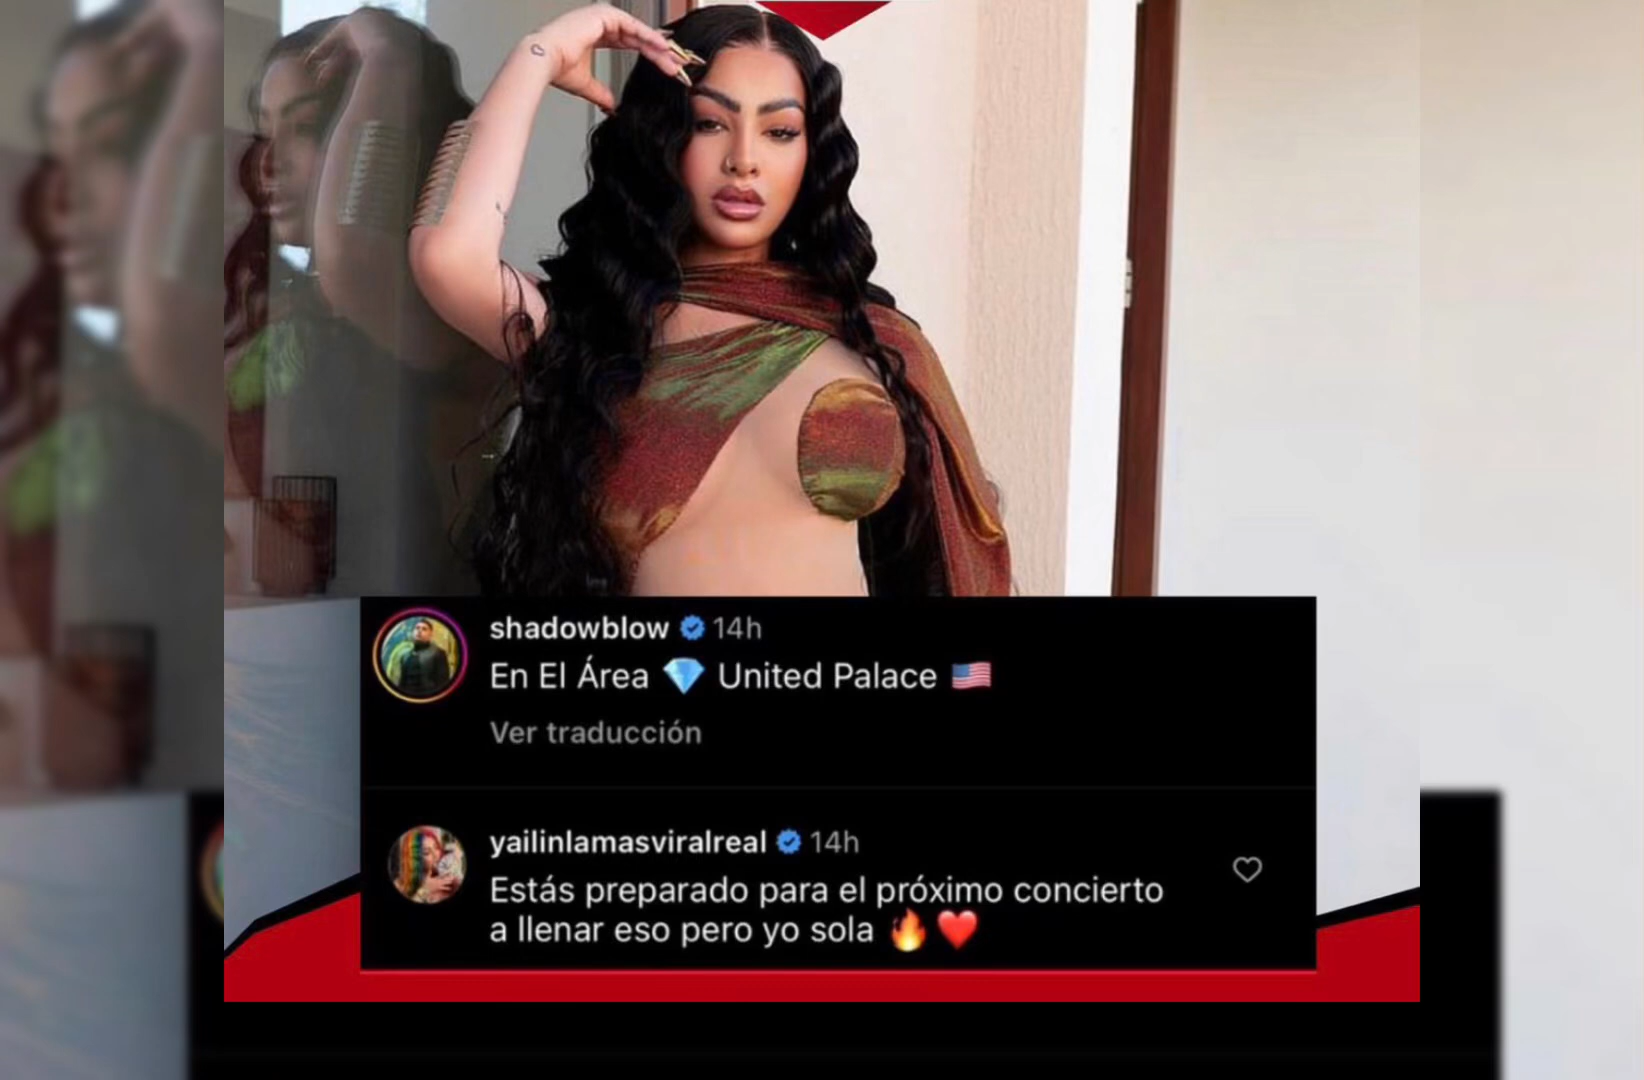 shadowblow 14h
En El Área 💎 United Palace 🇺🇸
Ver traducción
yailinlamasviralreal 14h
Estás preparado para el próximo concierto
a llenar eso pero yo sola 🔥 ❤️